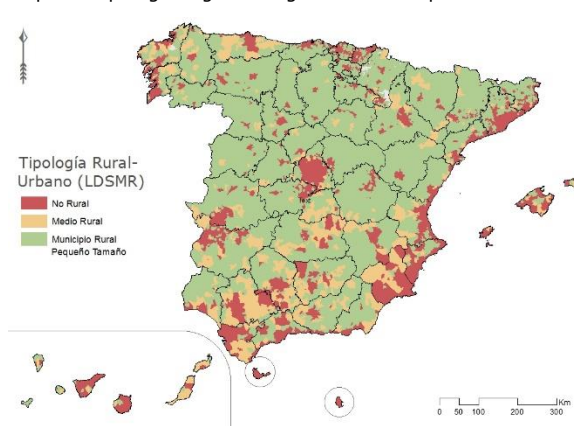 Tipología Rural-
Urbano (LDSMR)
No Rural
Medio Rural
Municipio Rural
Pequeño Tamaño
0 50 100 200 300 Km